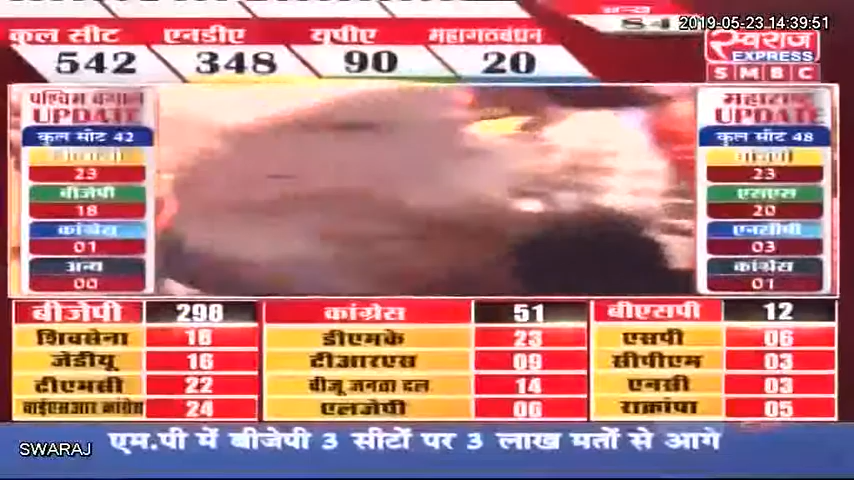 अन्य
84
2019-05-23 14:39:51
कुल सीट एनडीए यूपीए महागठबंधन
542 348 90 20
स्वराज
EXPRESS
SMBC
पश्चिम बंगाल
UPDATE
कुल सीट 42
23
बीजेपी
18
कांग्रेस
01
अन्य
00
महाराष्ट्र
UPDATE
कुल सीट 48
बीजेपी
23
एसएस
20
एनसीपी
03
कांग्रेस
01
बीजेपी 298 कांग्रेस 51 बीएसपी 12
शिवसेना 18 डीएमके 23 एसपी 06
जेडीयू 16 टीआरएस 09 सीपीएम 03
टीएमसी 22 बीजू जनता दल 14 एनसी 03
वाईएसआर कांग्रेस 24 एलजेपी 06 राकांपा 05
एम.पी में बीजेपी 3 सीटों पर 3 लाख मतों से आगे
SWARAJ